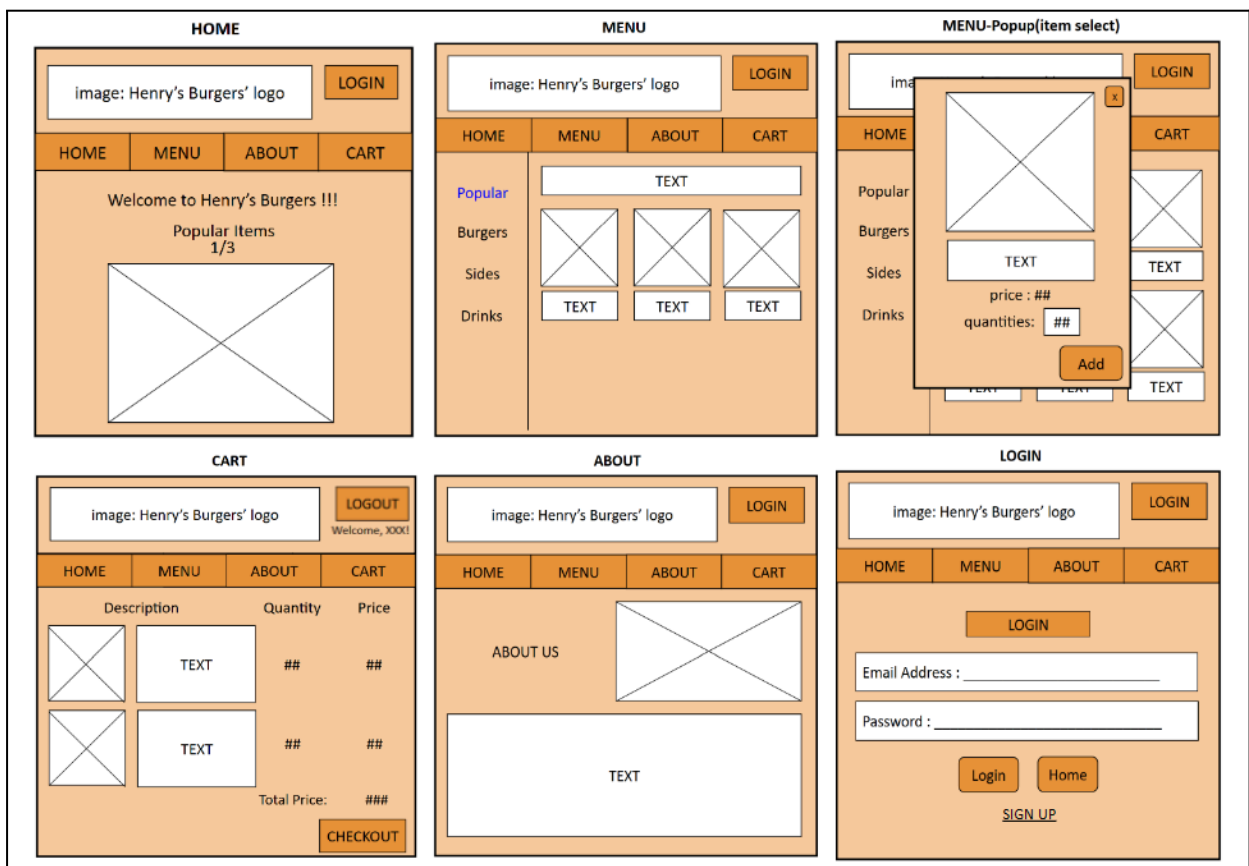 HOME
image: Henry's Burgers' logo
LOGIN
HOME MENU ABOUT CART
Welcome to Henry's Burgers !!!
Popular Items
1/3
MENU
image: Henry's Burgers' logo
LOGIN
HOME MENU ABOUT CART
Popular
Burgers
Sides
Drinks
TEXT
TEXT TEXT TEXT
MENU-Popup(item select)
ima
LOGIN
x
HOME CART
Popular
Burgers
Sides
Drinks
TEXT
price : ##
quantities: ##
Add
TEXT
TEXT TEXT TEXT
CART
image: Henry's Burgers' logo
LOGOUT
Welcome, XXX!
HOME MENU ABOUT CART
Description Quantity Price
TEXT ## ##
TEXT ## ##
Total Price: ###
CHECKOUT
ABOUT
image: Henry's Burgers' logo
LOGIN
HOME MENU ABOUT CART
ABOUT US
TEXT
LOGIN
image: Henry's Burgers' logo
LOGIN
HOME MENU ABOUT CART
LOGIN
Email Address : ____________________
Password : ____________________
Login Home
SIGN UP